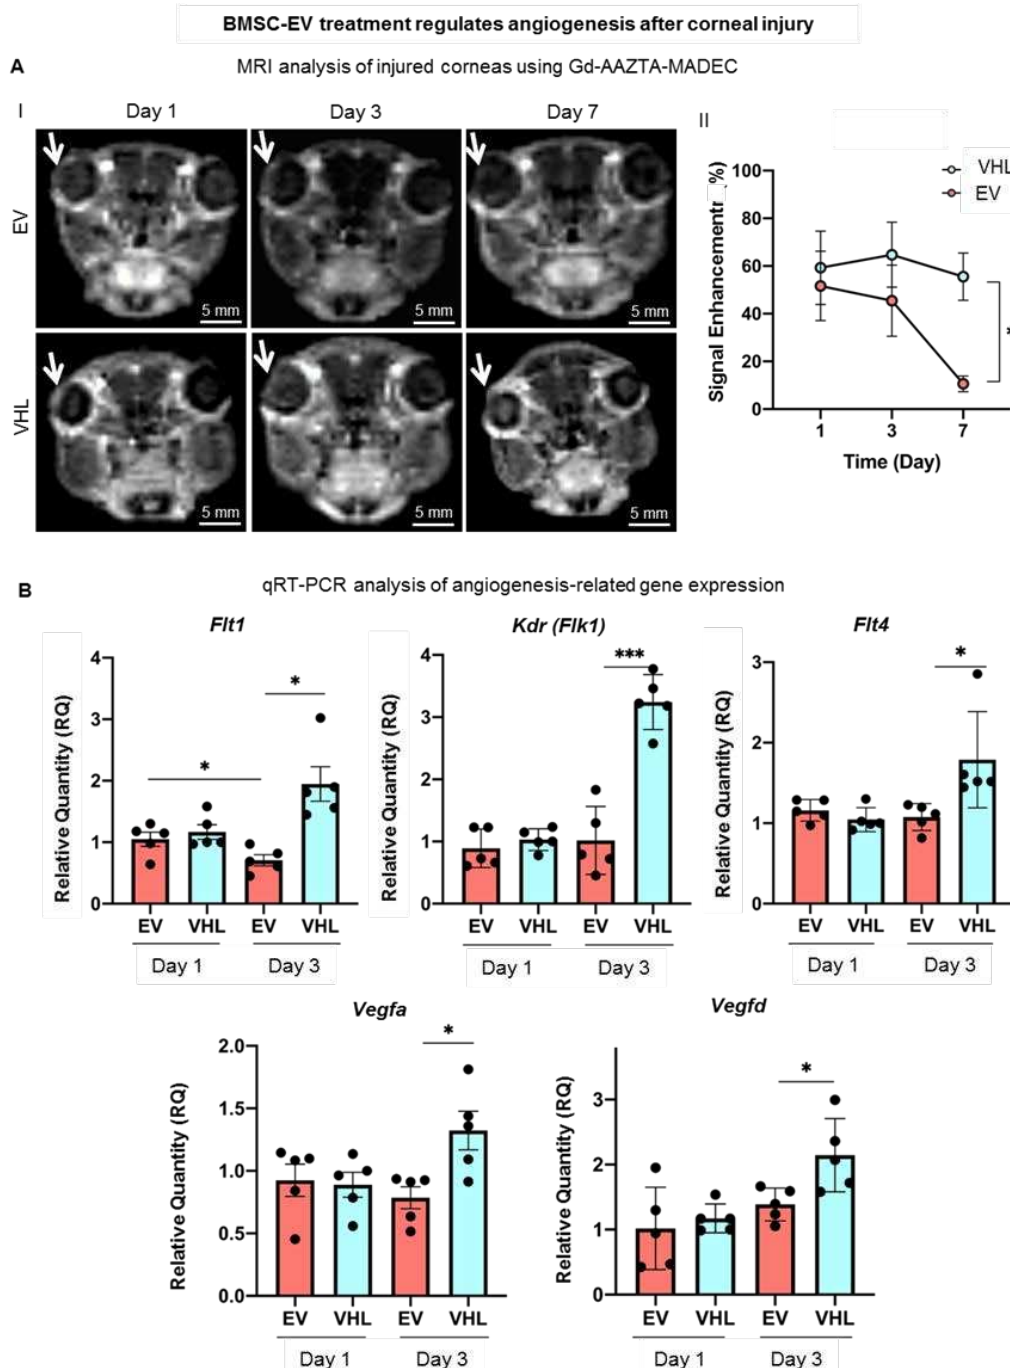 BMSC-EV treatment regulates angiogenesis after corneal injury
A
MRI analysis of injured corneas using Gd-AAZTA-MADEC
I
Day 1
Day 3
Day 7
EV
5 mm
5 mm
5 mm
VHL
5 mm
5 mm
5 mm
II
VHL
EV
Signal Enhancement (%)
100
80
60
40
20
0
1
3
7
Time (Day)
*
B
qRT-PCR analysis of angiogenesis-related gene expression
Flt1
Relative Quantity (RQ)
4
3
2
1
0
*
*
EV VHL EV VHL
Day 1 Day 3
Kdr (Flk1)
Relative Quantity (RQ)
4
3
2
1
0
***
EV VHL EV VHL
Day 1 Day 3
Flt4
Relative Quantity (RQ)
3
2
1
0
*
EV VHL EV VHL
Day 1 Day 3
Vegfa
Relative Quantity (RQ)
2.0
1.5
1.0
0.5
0.0
*
EV VHL EV VHL
Day 1 Day 3
Vegfd
Relative Quantity (RQ)
3
2
1
0
*
EV VHL EV VHL
Day 1 Day 3